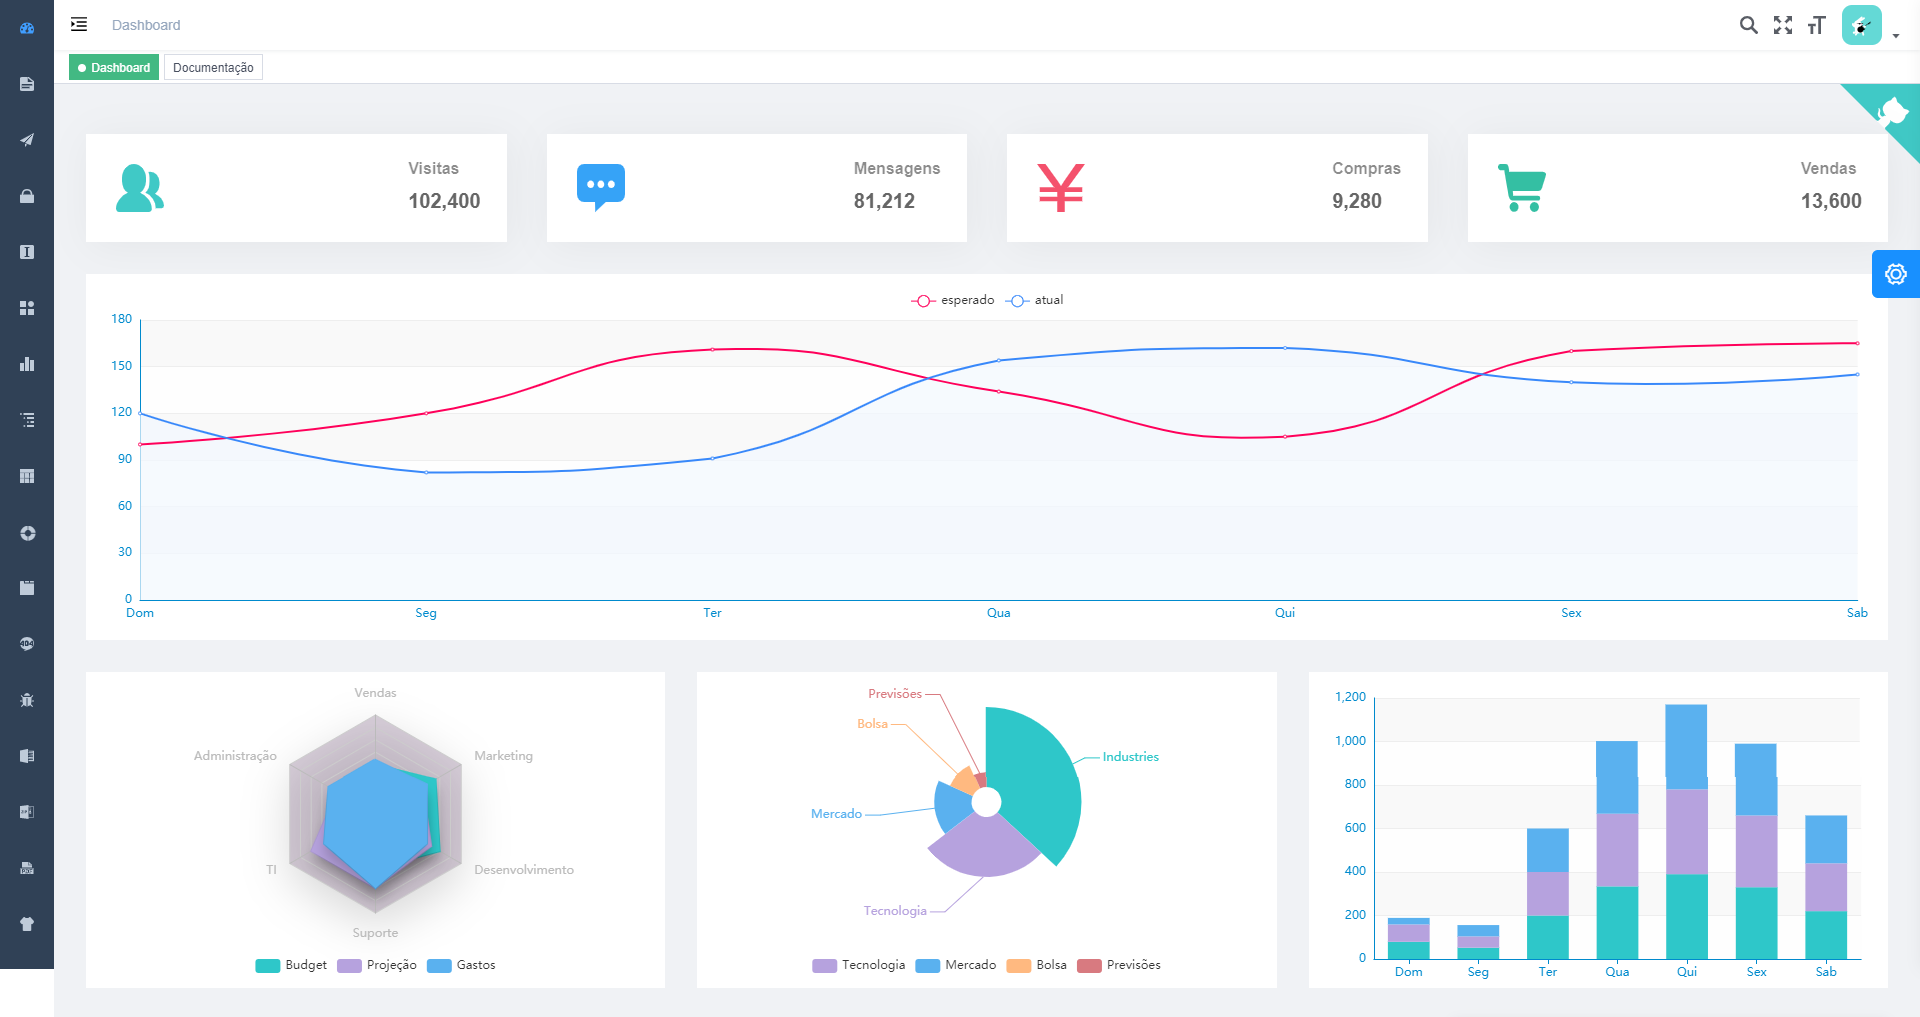 Dashboard
Dashboard
Documentação
Visitas
102,400
Mensagens
81,212
Compras
9,280
Vendas
13,600
esperado
atual
180
150
120
90
60
30
0
Dom
Seg
Ter
Qua
Qui
Sex
Sab
Vendas
Administração
Marketing
TI
Desenvolvimento
Suporte
Budget
Projeção
Gastos
Previsões
Bolsa
Industries
Mercado
Tecnologia
Tecnologia
Mercado
Bolsa
Previsões
1,200
1,000
800
600
400
200
0
Dom
Seg
Ter
Qua
Qui
Sex
Sab